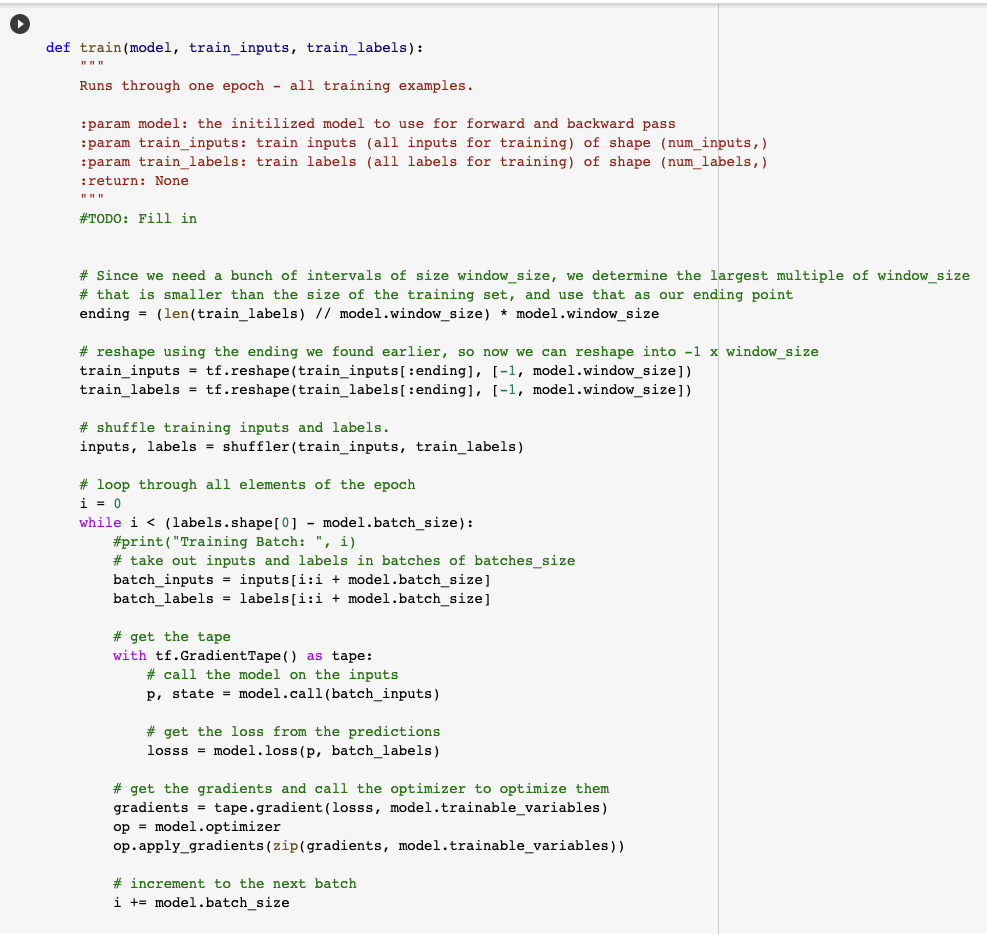 def train(model, train_inputs, train_labels):
    """
    Runs through one epoch - all training examples.

    :param model: the initilized model to use for forward and backward pass
    :param train_inputs: train inputs (all inputs for training) of shape (num_inputs,)
    :param train_labels: train labels (all labels for training) of shape (num_labels,)
    :return: None
    """
    #TODO: Fill in


    # Since we need a bunch of intervals of size window_size, we determine the largest multiple of window_size
    # that is smaller than the size of the training set, and use that as our ending point
    ending = (len(train_labels) // model.window_size) * model.window_size

    # reshape using the ending we found earlier, so now we can reshape into -1 x window_size
    train_inputs = tf.reshape(train_inputs[:ending], [-1, model.window_size])
    train_labels = tf.reshape(train_labels[:ending], [-1, model.window_size])

    # shuffle training inputs and labels.
    inputs, labels = shuffler(train_inputs, train_labels)

    # loop through all elements of the epoch
    i = 0
    while i < (labels.shape[0] - model.batch_size):
        #print("Training Batch: ", i)
        # take out inputs and labels in batches of batches_size
        batch_inputs = inputs[i:i + model.batch_size]
        batch_labels = labels[i:i + model.batch_size]

        # get the tape
        with tf.GradientTape() as tape:
            # call the model on the inputs
            p, state = model.call(batch_inputs)

            # get the loss from the predictions
            losss = model.loss(p, batch_labels)

        # get the gradients and call the optimizer to optimize them
        gradients = tape.gradient(losss, model.trainable_variables)
        op = model.optimizer
        op.apply_gradients(zip(gradients, model.trainable_variables))

        # increment to the next batch
        i += model.batch_size